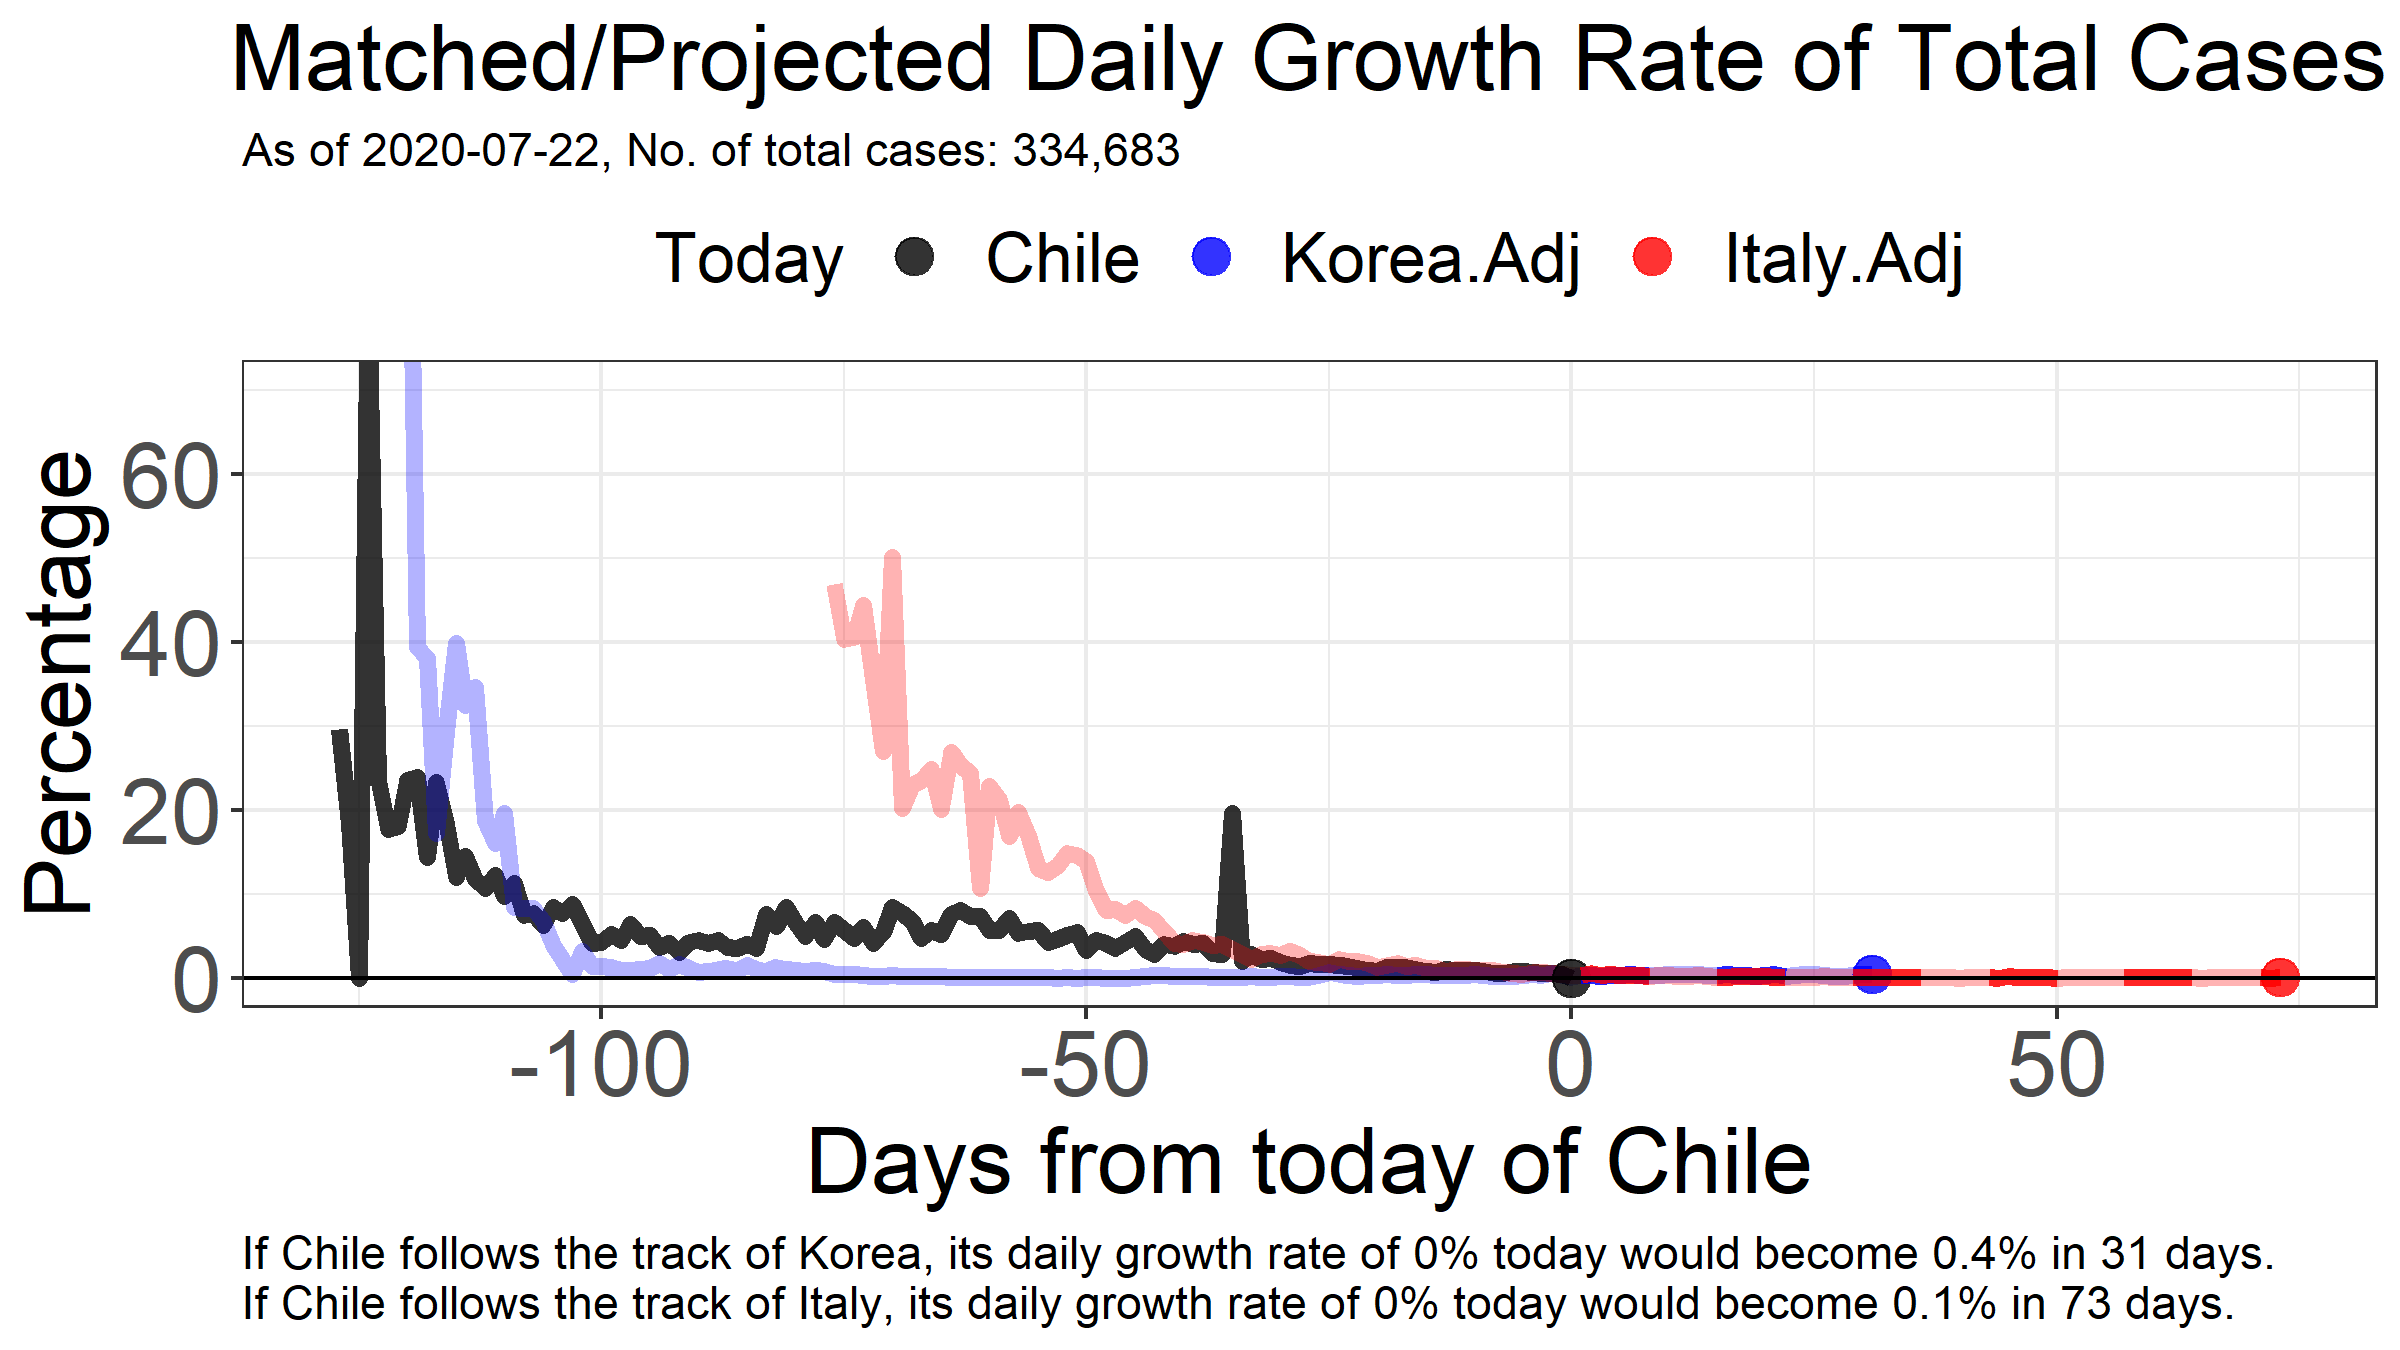 Matched/Projected Daily Growth Rate of Total Cases
As of 2020-07-22, No. of total cases: 334,683
Today Chile Korea.Adj Italy.Adj
Percentage
60
40
20
0
-100 -50 0 50
Days from today of Chile
If Chile follows the track of Korea, its daily growth rate of 0% today would become 0.4% in 31 days.
If Chile follows the track of Italy, its daily growth rate of 0% today would become 0.1% in 73 days.